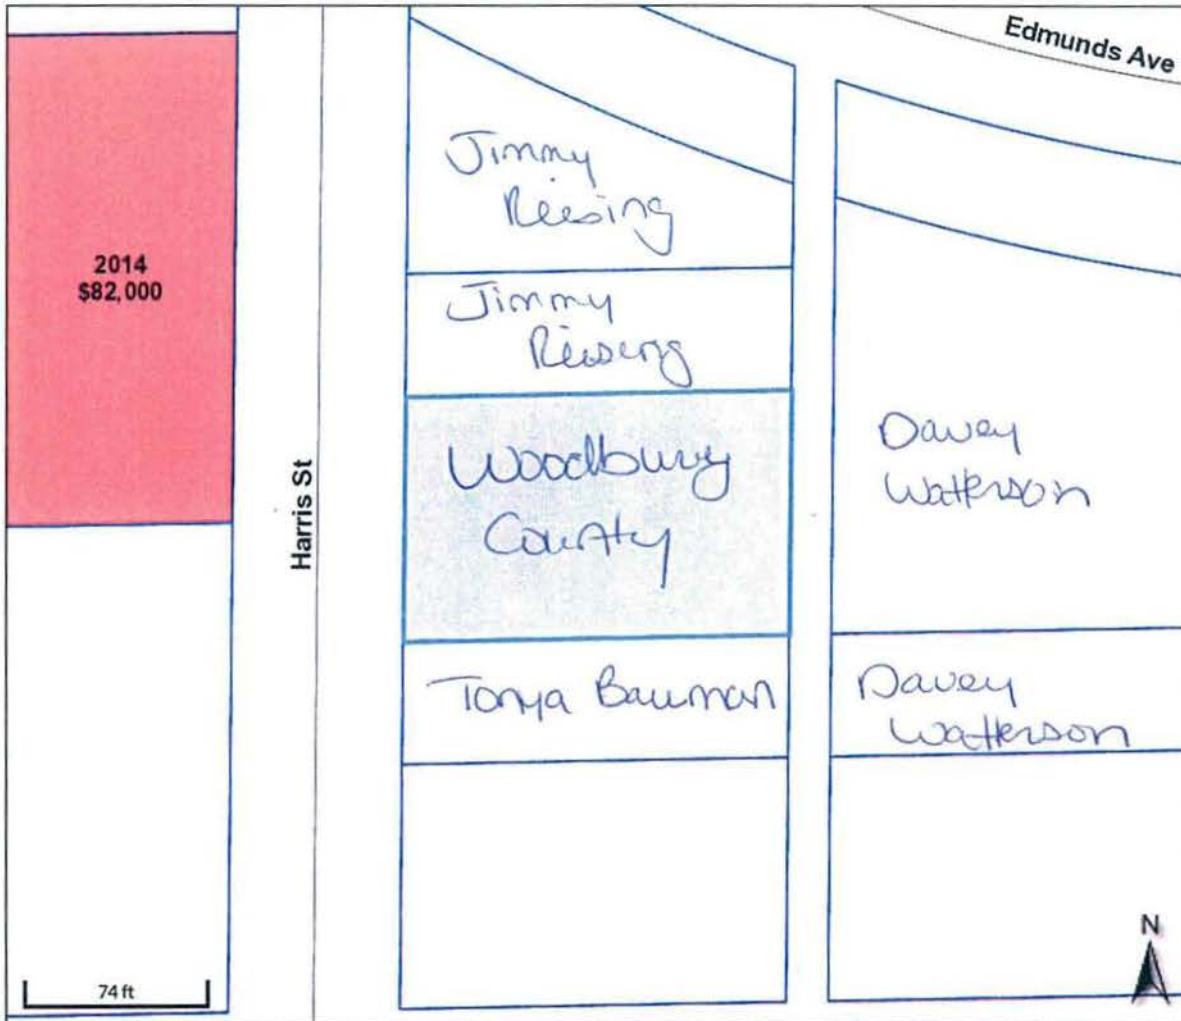 Edmunds Ave
Jimmy
Reising
2014
$82,000
Jimmy
Reising
Harris St
Woodbury
County
Davey
Watterson
Tonya Bauman
Davey
Watterson
N
74 ft